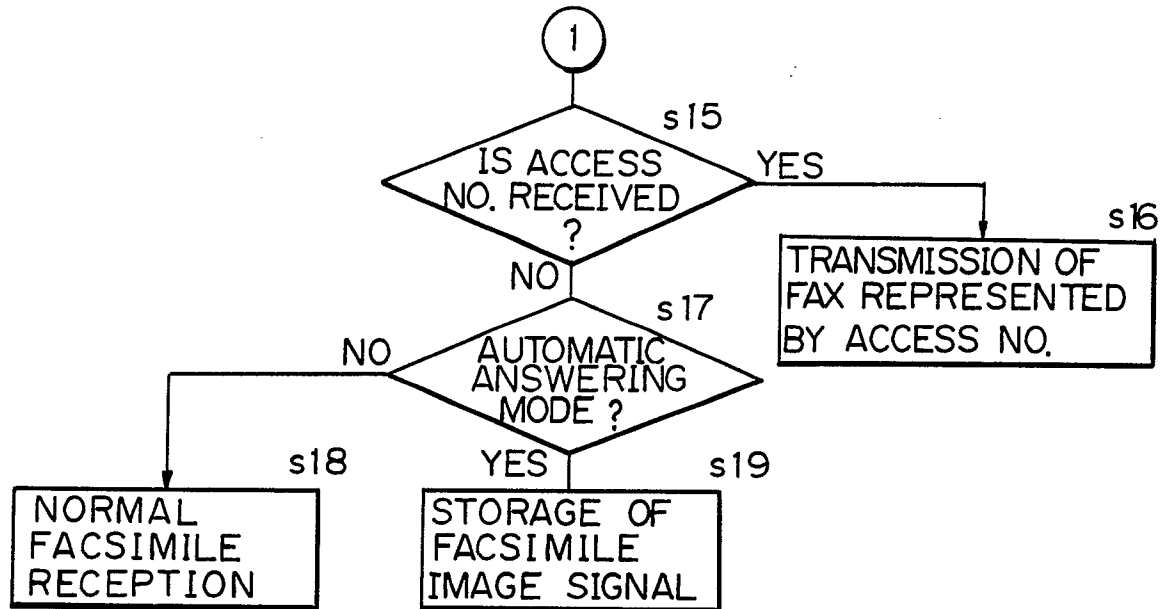 1
s15
IS ACCESS
NO. RECEIVED
?
YES
s16
TRANSMISSION OF
FAX REPRESENTED
BY ACCESS NO.
NO
s17
NO
AUTOMATIC
ANSWERING
MODE ?
s18
YES
s19
NORMAL
FACSIMILE
RECEPTION
STORAGE OF
FACSIMILE
IMAGE SIGNAL